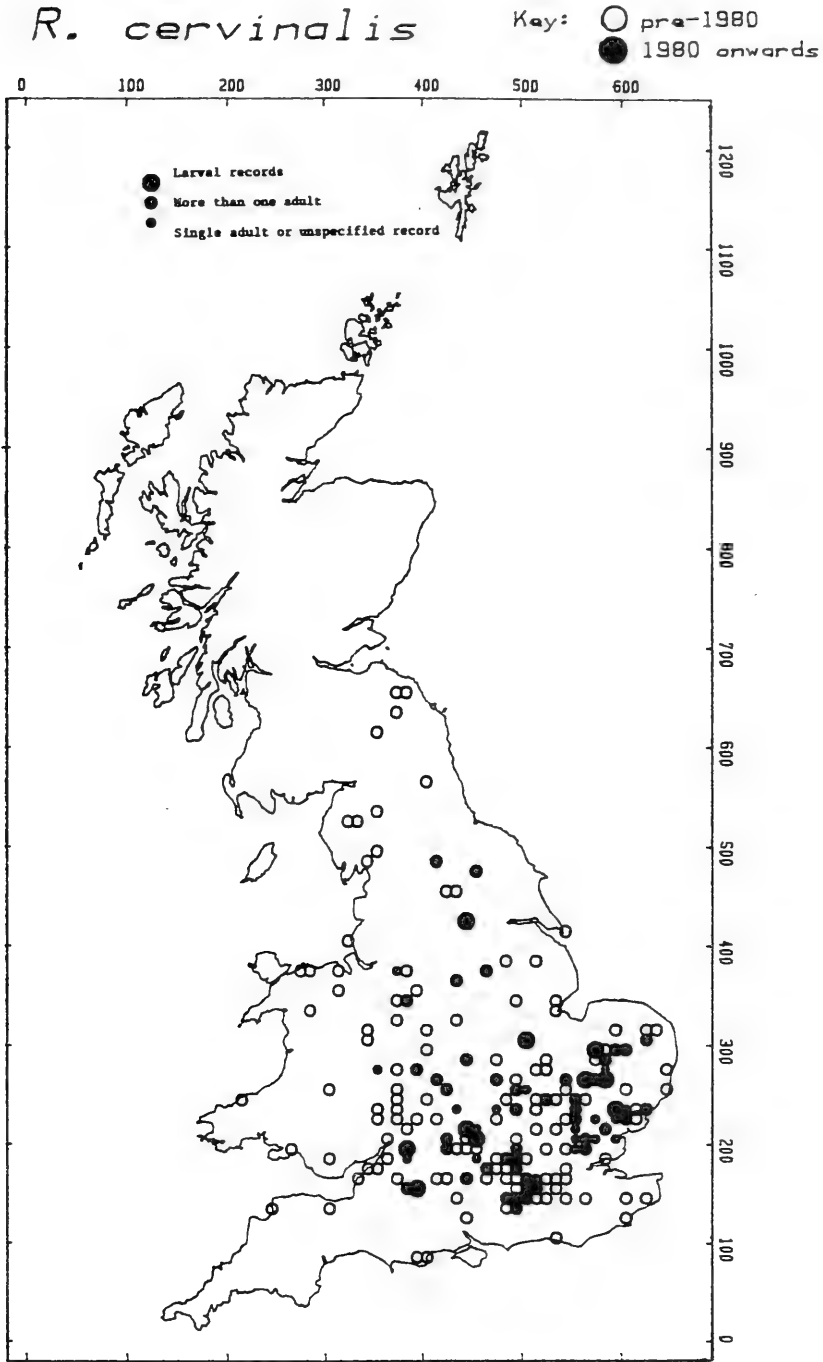 R. cervinalis
Key: pre-1980
1980 onwards
0 100 200 300 400 500 600
Larval records
More than one adult
Single adult or unspecified record
1200
1100
1000
900
800
700
600
500
400
300
200
100
0